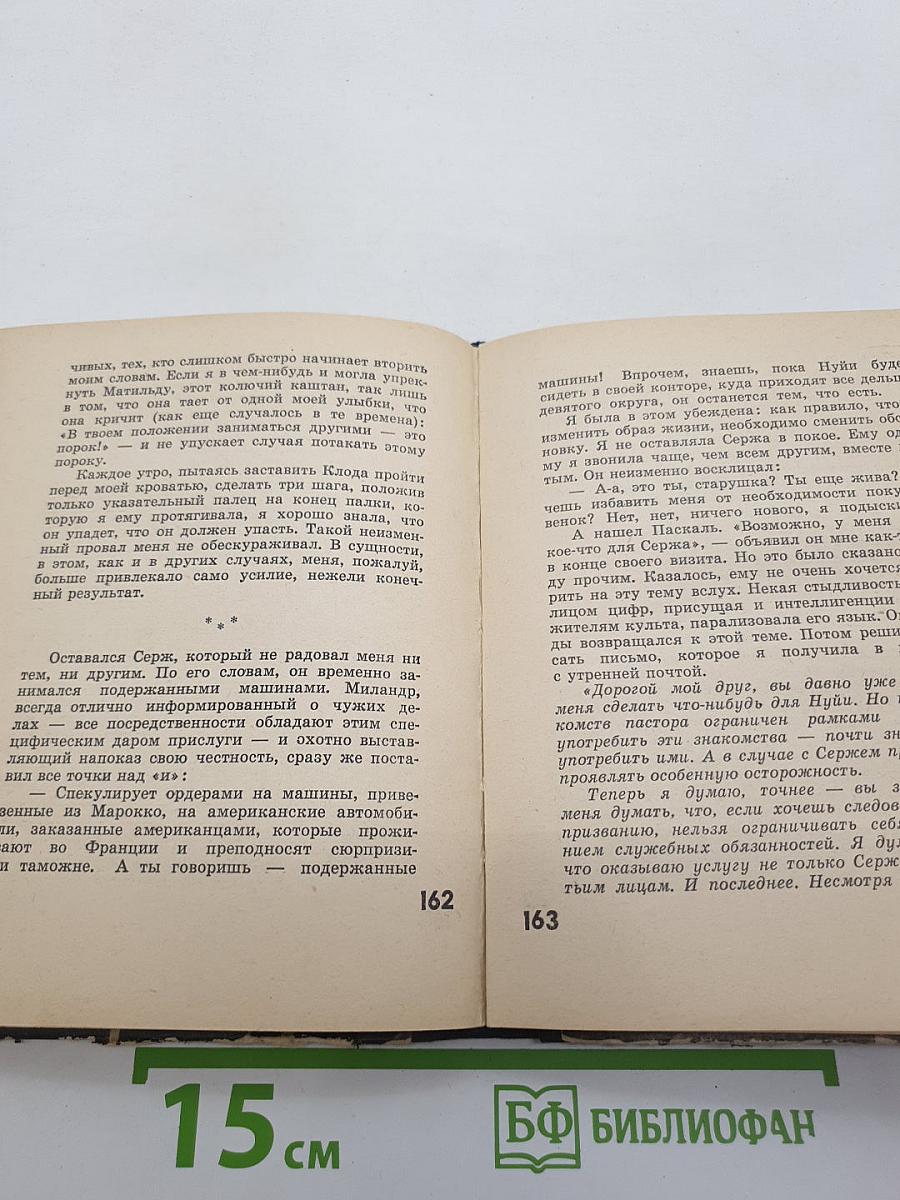 чивых, тех, кто слишком быстро начинает вторить
моим словам. Если я в чем-нибудь и могла упрек-
нуть Матильду, этот колючий каштан, так лишь
в том, что она тает от одной моей улыбки, что
она кричит (как еще случалось в те времена):
«В твоем положении заниматься другими — это
порок!» — и не упускает случая потакать этому
пороку.
Каждое утро, пытаясь заставить Клода пройти
перед моей кроватью, сделать три шага, положив
только указательный палец на конец палки, ко-
торую я ему протягивала, я хорошо знала, что
он упадет, что он должен упасть. Такой неизмен-
ный провал меня не обескураживал. В сущности,
в этом, как и в других случаях, меня, пожалуй,
больше привлекало само усилие, нежели конеч-
ный результат.
* * *
Оставался Серж, который не радовал меня ни
тем, ни другим. По его словам, он временно за-
нимался подержанными машинами. Миландр,
всегда отлично информированный о чужих де-
лах — все посредственности обладают этим спе-
цифическим даром прислуги — и охотно выстав-
ляющий напоказ свою честность, сразу же поста-
вил все точки над «и»:
— Спекулирует ордерами на машины, приве-
зенные из Марокко, на американские автомоби-
ли, заказанные американцами, которые прожи-
вают во Франции и преподносят сюрпризи-
и таможне. А ты говоришь — подержанные
162
машины! Впрочем, знаешь, пока Нуйи буде
сидеть в своей конторе, куда приходят все дельц
девятого округа, он останется тем, что есть.
Я была в этом убеждена: как правило, что
изменить образ жизни, необходимо сменить обс
новку. Я не оставляла Сержа в покое. Ему од
му я звонила чаще, чем всем другим, вместе
тым. Он неизменно восклицал:
— А-а, это ты, старушка? Ты еще жива?
чешь избавить меня от необходимости поку
венок? Нет, нет, ничего нового, я подыски
А нашел Паскаль. «Возможно, у меня
кое-что для Сержа», — объявил он мне как-т
в конце своего визита. Но это было сказано
ду прочим. Казалось, ему не очень хочется
рить на эту тему вслух. Некая стыдливость
лицом цифр, присущая и интеллигенции
жителям культа, парализовала его язык. Он
ды возвращался к этой теме. Потом реши
сать письмо, которое я получила в
с утренней почтой.
«Дорогой мой друг, вы давно уже
меня сделать что-нибудь для Нуйи. Но
комств пастора ограничен рамками
употребить эти знакомства — почти зн
употребить ими. А в случае с Сержем пр
проявлять особенную осторожность.
Теперь я думаю, точнее — вы з
меня думать, что, если хочешь следов
призванию, нельзя ограничивать себя
нием служебных обязанностей. Я дум
что оказываю услугу не только Серж
тьим лицам. И последнее. Несмотря
163
15 см
БФ БИБЛИОФАН